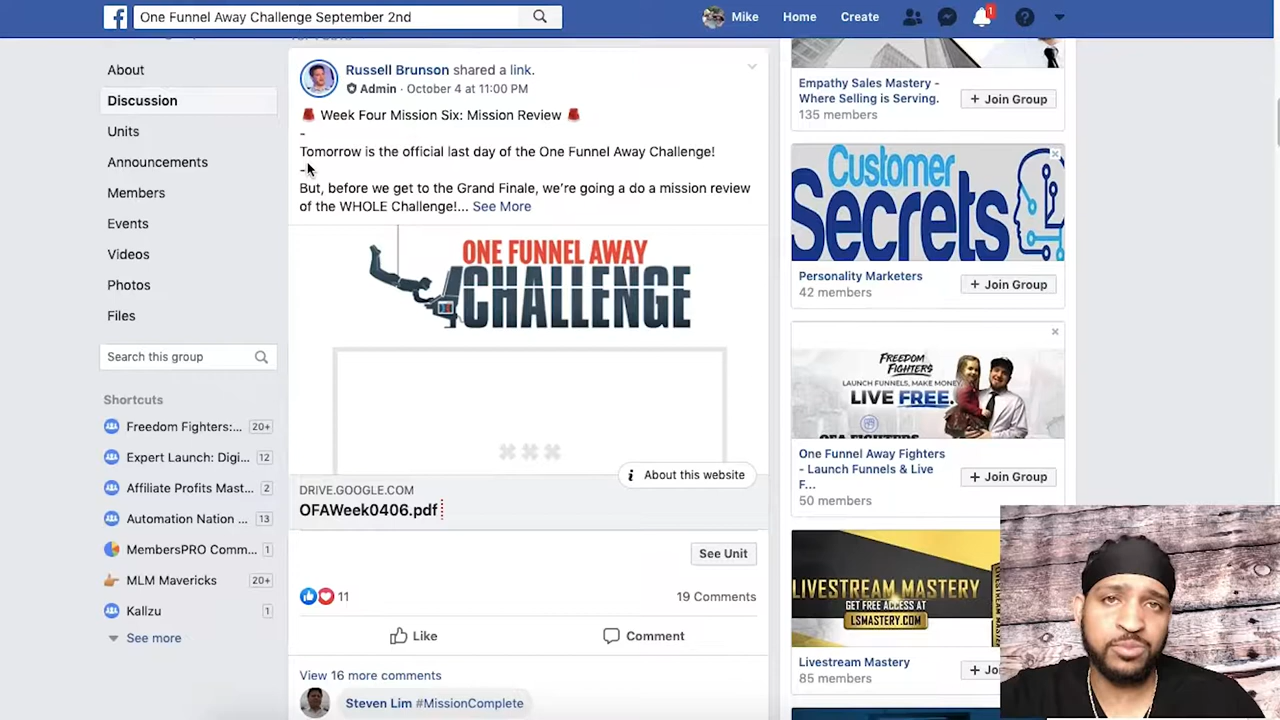 One Funnel Away Challenge September 2nd
Mike
Home
Create
1
About
Discussion
Units
Announcements
Members
Events
Videos
Photos
Files
Search this group
Shortcuts
Freedom Fighters:... 20+
Expert Launch: Digi... 12
Affiliate Profits Mast... 2
Automation Nation ... 13
MembersPRO Comm... 1
MLM Mavericks 20+
Kallzu 1
See more
Russell Brunson shared a link.
Admin · October 4 at 11:00 PM
Week Four Mission Six: Mission Review
-
Tomorrow is the official last day of the One Funnel Away Challenge!
-
But, before we get to the Grand Finale, we're going a do a mission review
of the WHOLE Challenge!... See More
ONE FUNNEL AWAY
CHALLENGE
About this website
DRIVE.GOOGLE.COM
OFAWeek0406.pdf
See Unit
11
19 Comments
Like
Comment
View 16 more comments
Steven Lim #MissionComplete
Empathy Sales Mastery -
Where Selling is Serving.
135 members
+ Join Group
Customer
Secrets
Personality Marketers
42 members
+ Join Group
FREEDOM
FIGHTERS
LAUNCH FUNNELS, MAKE MONEY,
LIVE FREE.
OFA FIGHTERS
One Funnel Away Fighters
- Launch Funnels & Live
F...
50 members
+ Join Group
LIVESTREAM MASTERY
GET FREE ACCESS AT
LSMASTERY.COM
Livestream Mastery
85 members
+ Jo